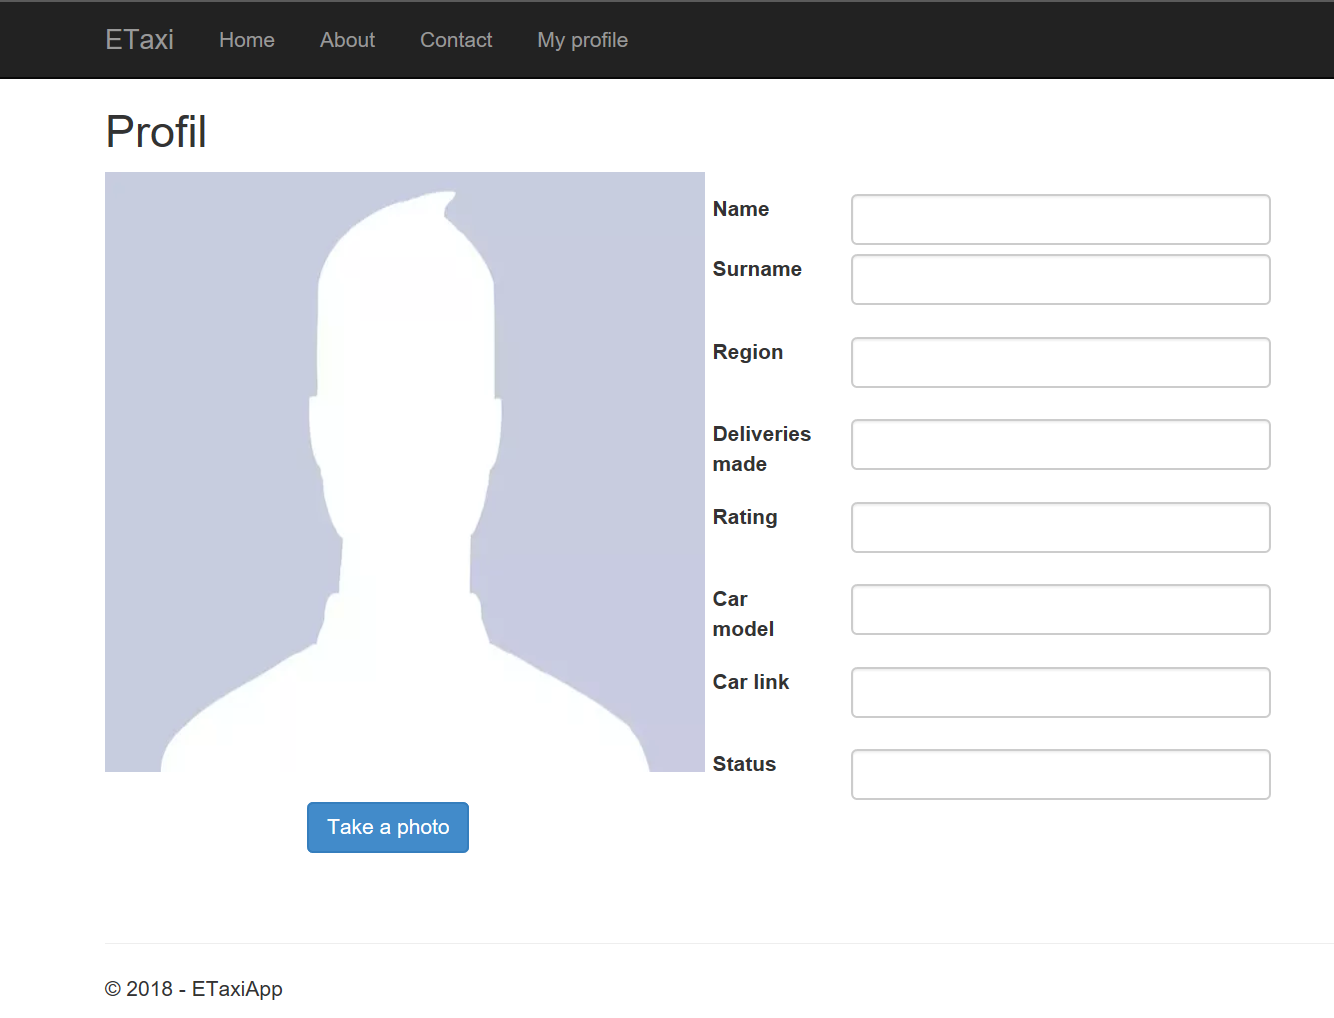 ETaxi Home About Contact My profile
Profil
Name
Surname
Region
Deliveries
made
Rating
Car
model
Car link
Status
Take a photo
© 2018 - ETaxiApp